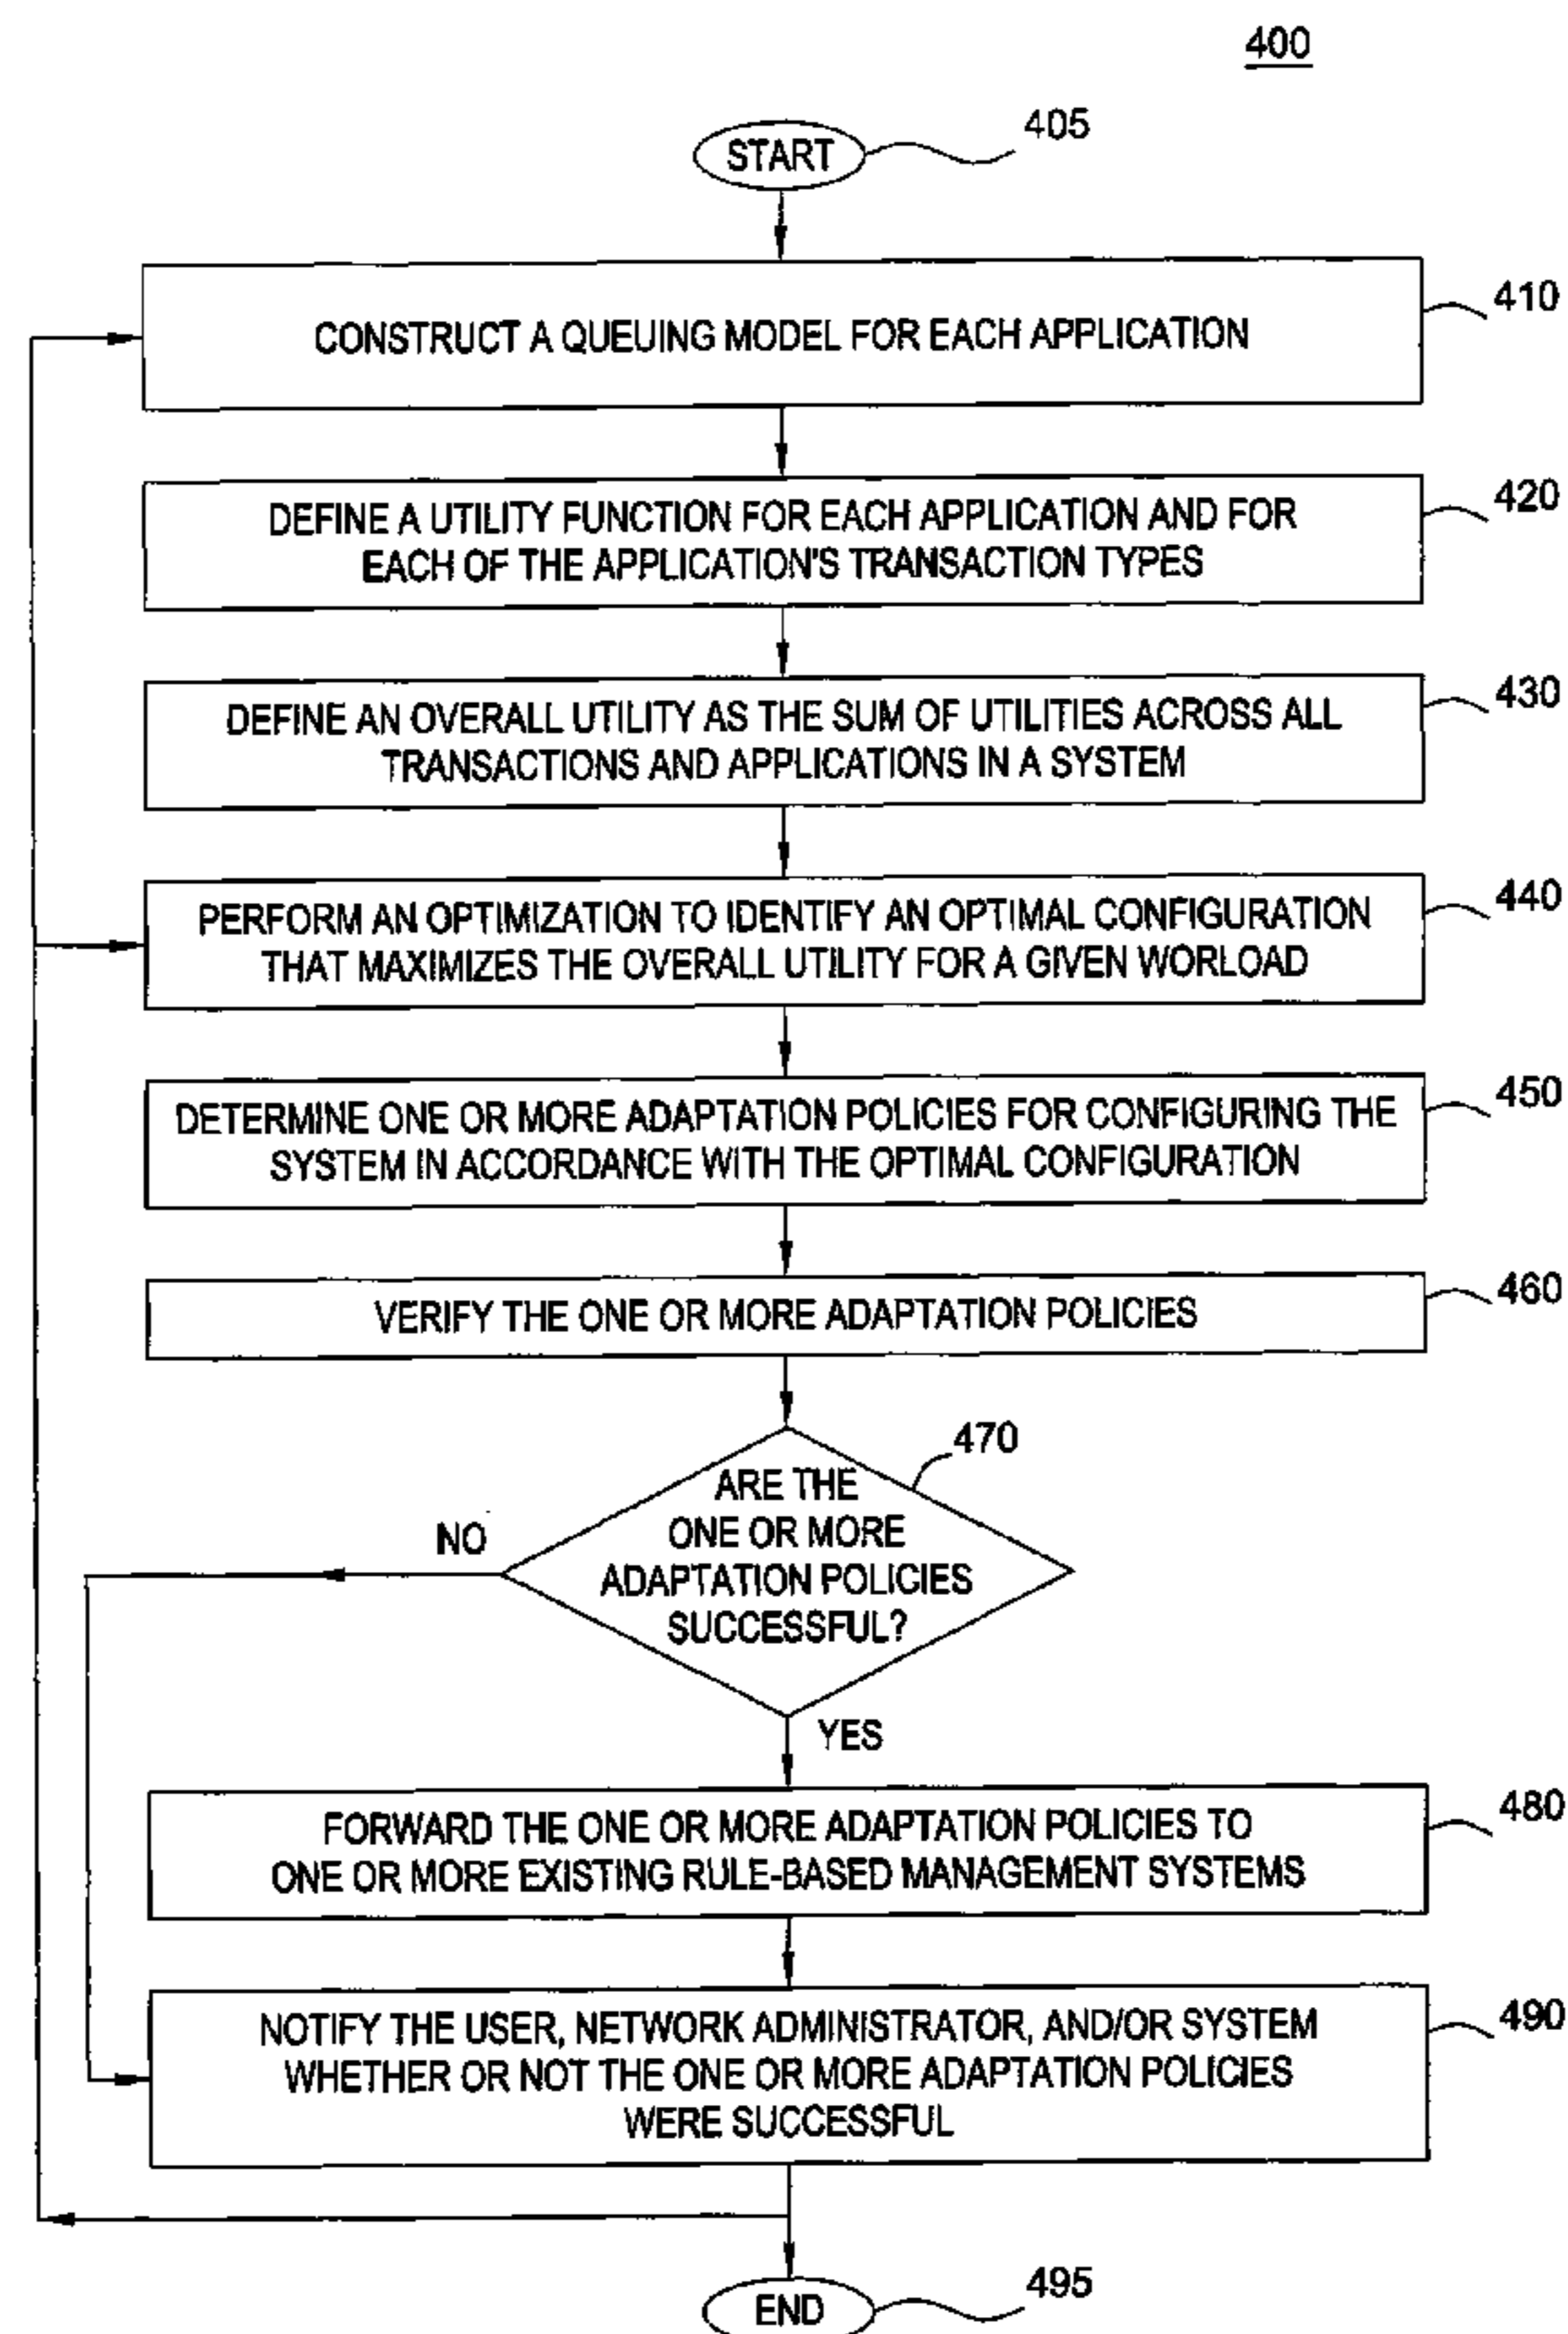 400
START
405
CONSTRUCT A QUEUING MODEL FOR EACH APPLICATION
410
DEFINE A UTILITY FUNCTION FOR EACH APPLICATION AND FOR
EACH OF THE APPLICATION'S TRANSACTION TYPES
420
DEFINE AN OVERALL UTILITY AS THE SUM OF UTILITIES ACROSS ALL
TRANSACTIONS AND APPLICATIONS IN A SYSTEM
430
PERFORM AN OPTIMIZATION TO IDENTIFY AN OPTIMAL CONFIGURATION
THAT MAXIMIZES THE OVERALL UTILITY FOR A GIVEN WORLOAD
440
DETERMINE ONE OR MORE ADAPTATION POLICIES FOR CONFIGURING THE
SYSTEM IN ACCORDANCE WITH THE OPTIMAL CONFIGURATION
450
VERIFY THE ONE OR MORE ADAPTATION POLICIES
460
470
ARE THE
ONE OR MORE
ADAPTATION POLICIES
SUCCESSFUL?
NO
YES
FORWARD THE ONE OR MORE ADAPTATION POLICIES TO
ONE OR MORE EXISTING RULE-BASED MANAGEMENT SYSTEMS
480
NOTIFY THE USER, NETWORK ADMINISTRATOR, AND/OR SYSTEM
WHETHER OR NOT THE ONE OR MORE ADAPTATION POLICIES
WERE SUCCESSFUL
490
END
495